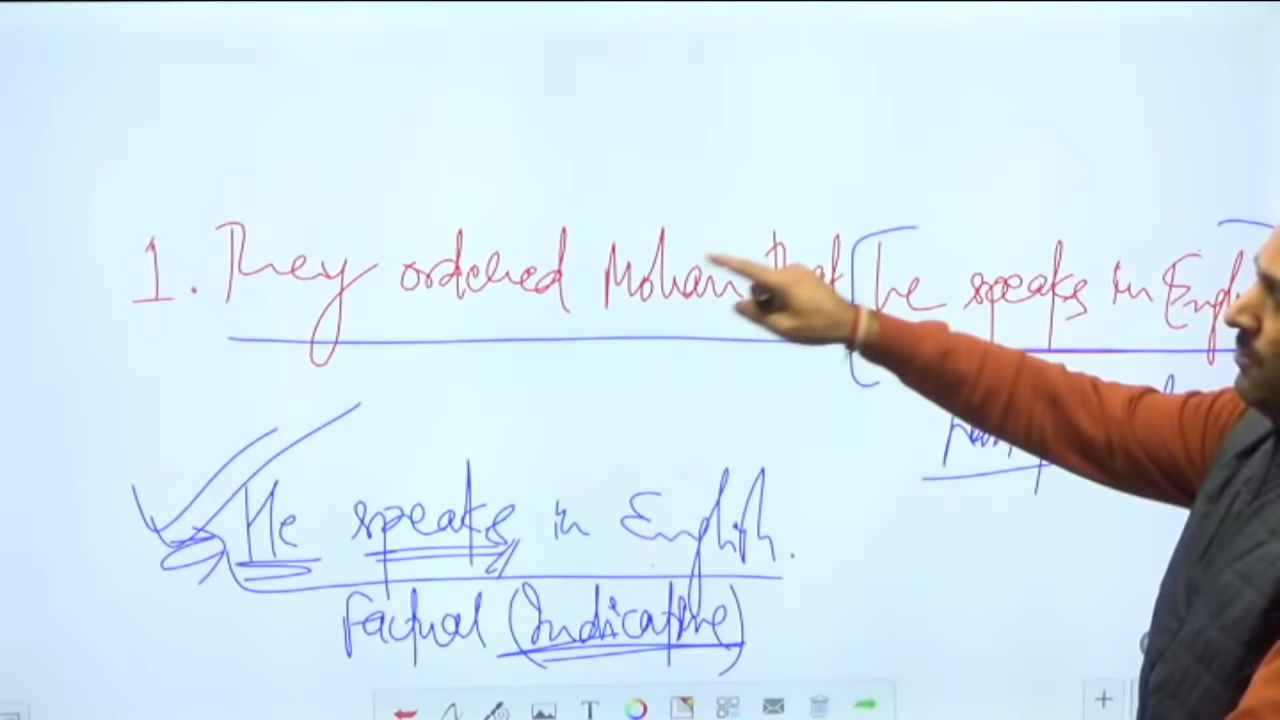 1. They ordered Mohan that [he speaks in Engl
He speaks in English.
Factual (Indicative)
T